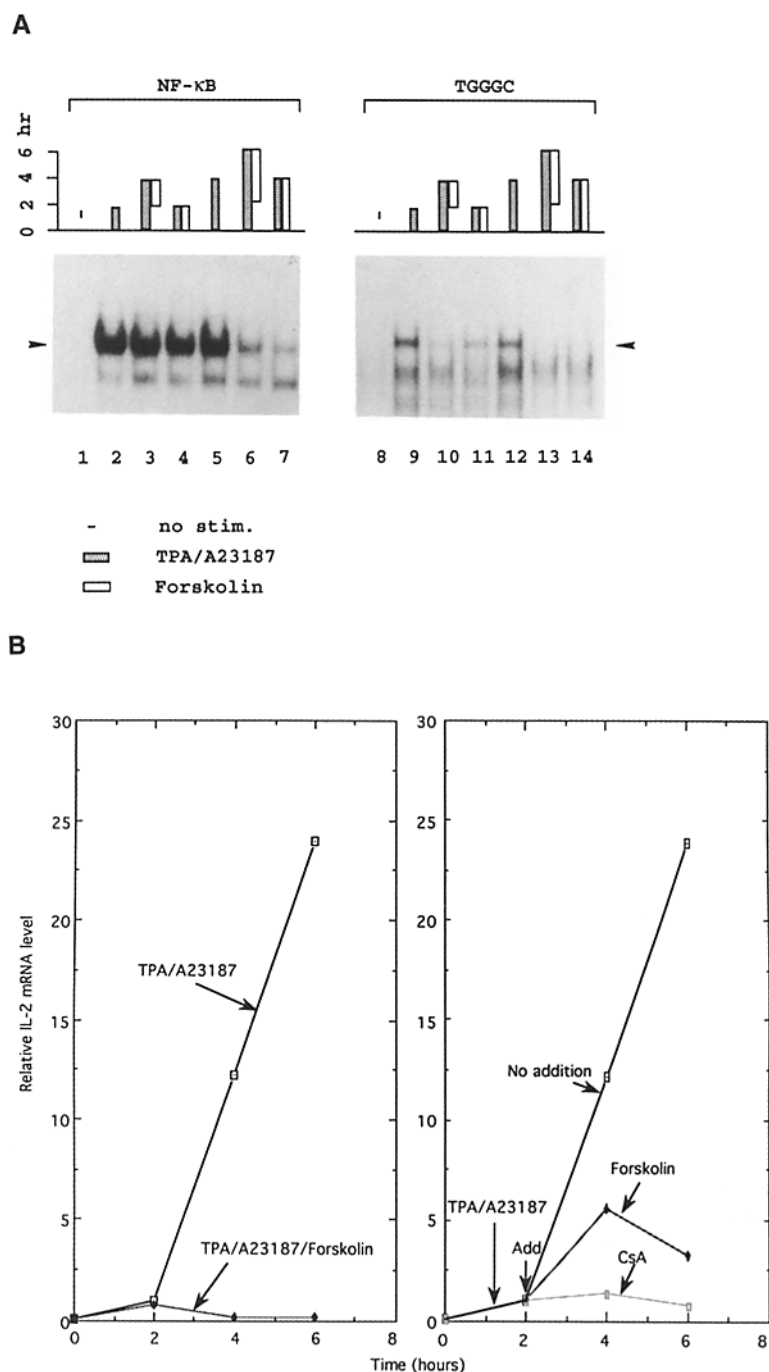 A
NF-κB
TGGGC
0 2 4 6 hr
1 2 3 4 5 6 7
8 9 10 11 12 13 14
- no stim.
TPA/A23187
Forskolin
B
Relative IL-2 mRNA level
30
25
20
15
10
5
0
TPA/A23187
TPA/A23187/Forskolin
0 2 4 6 8
30
25
20
15
10
5
0
No addition
Forskolin
TPA/A23187
Add
CsA
0 2 4 6 8
Time (hours)